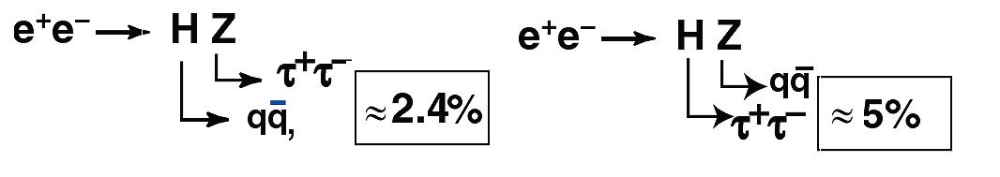 e⁺e⁻ → H Z
τ⁺τ⁻
qq̄,
≈2.4%
e⁺e⁻ → H Z
qq̄
τ⁺τ⁻
≈ 5%